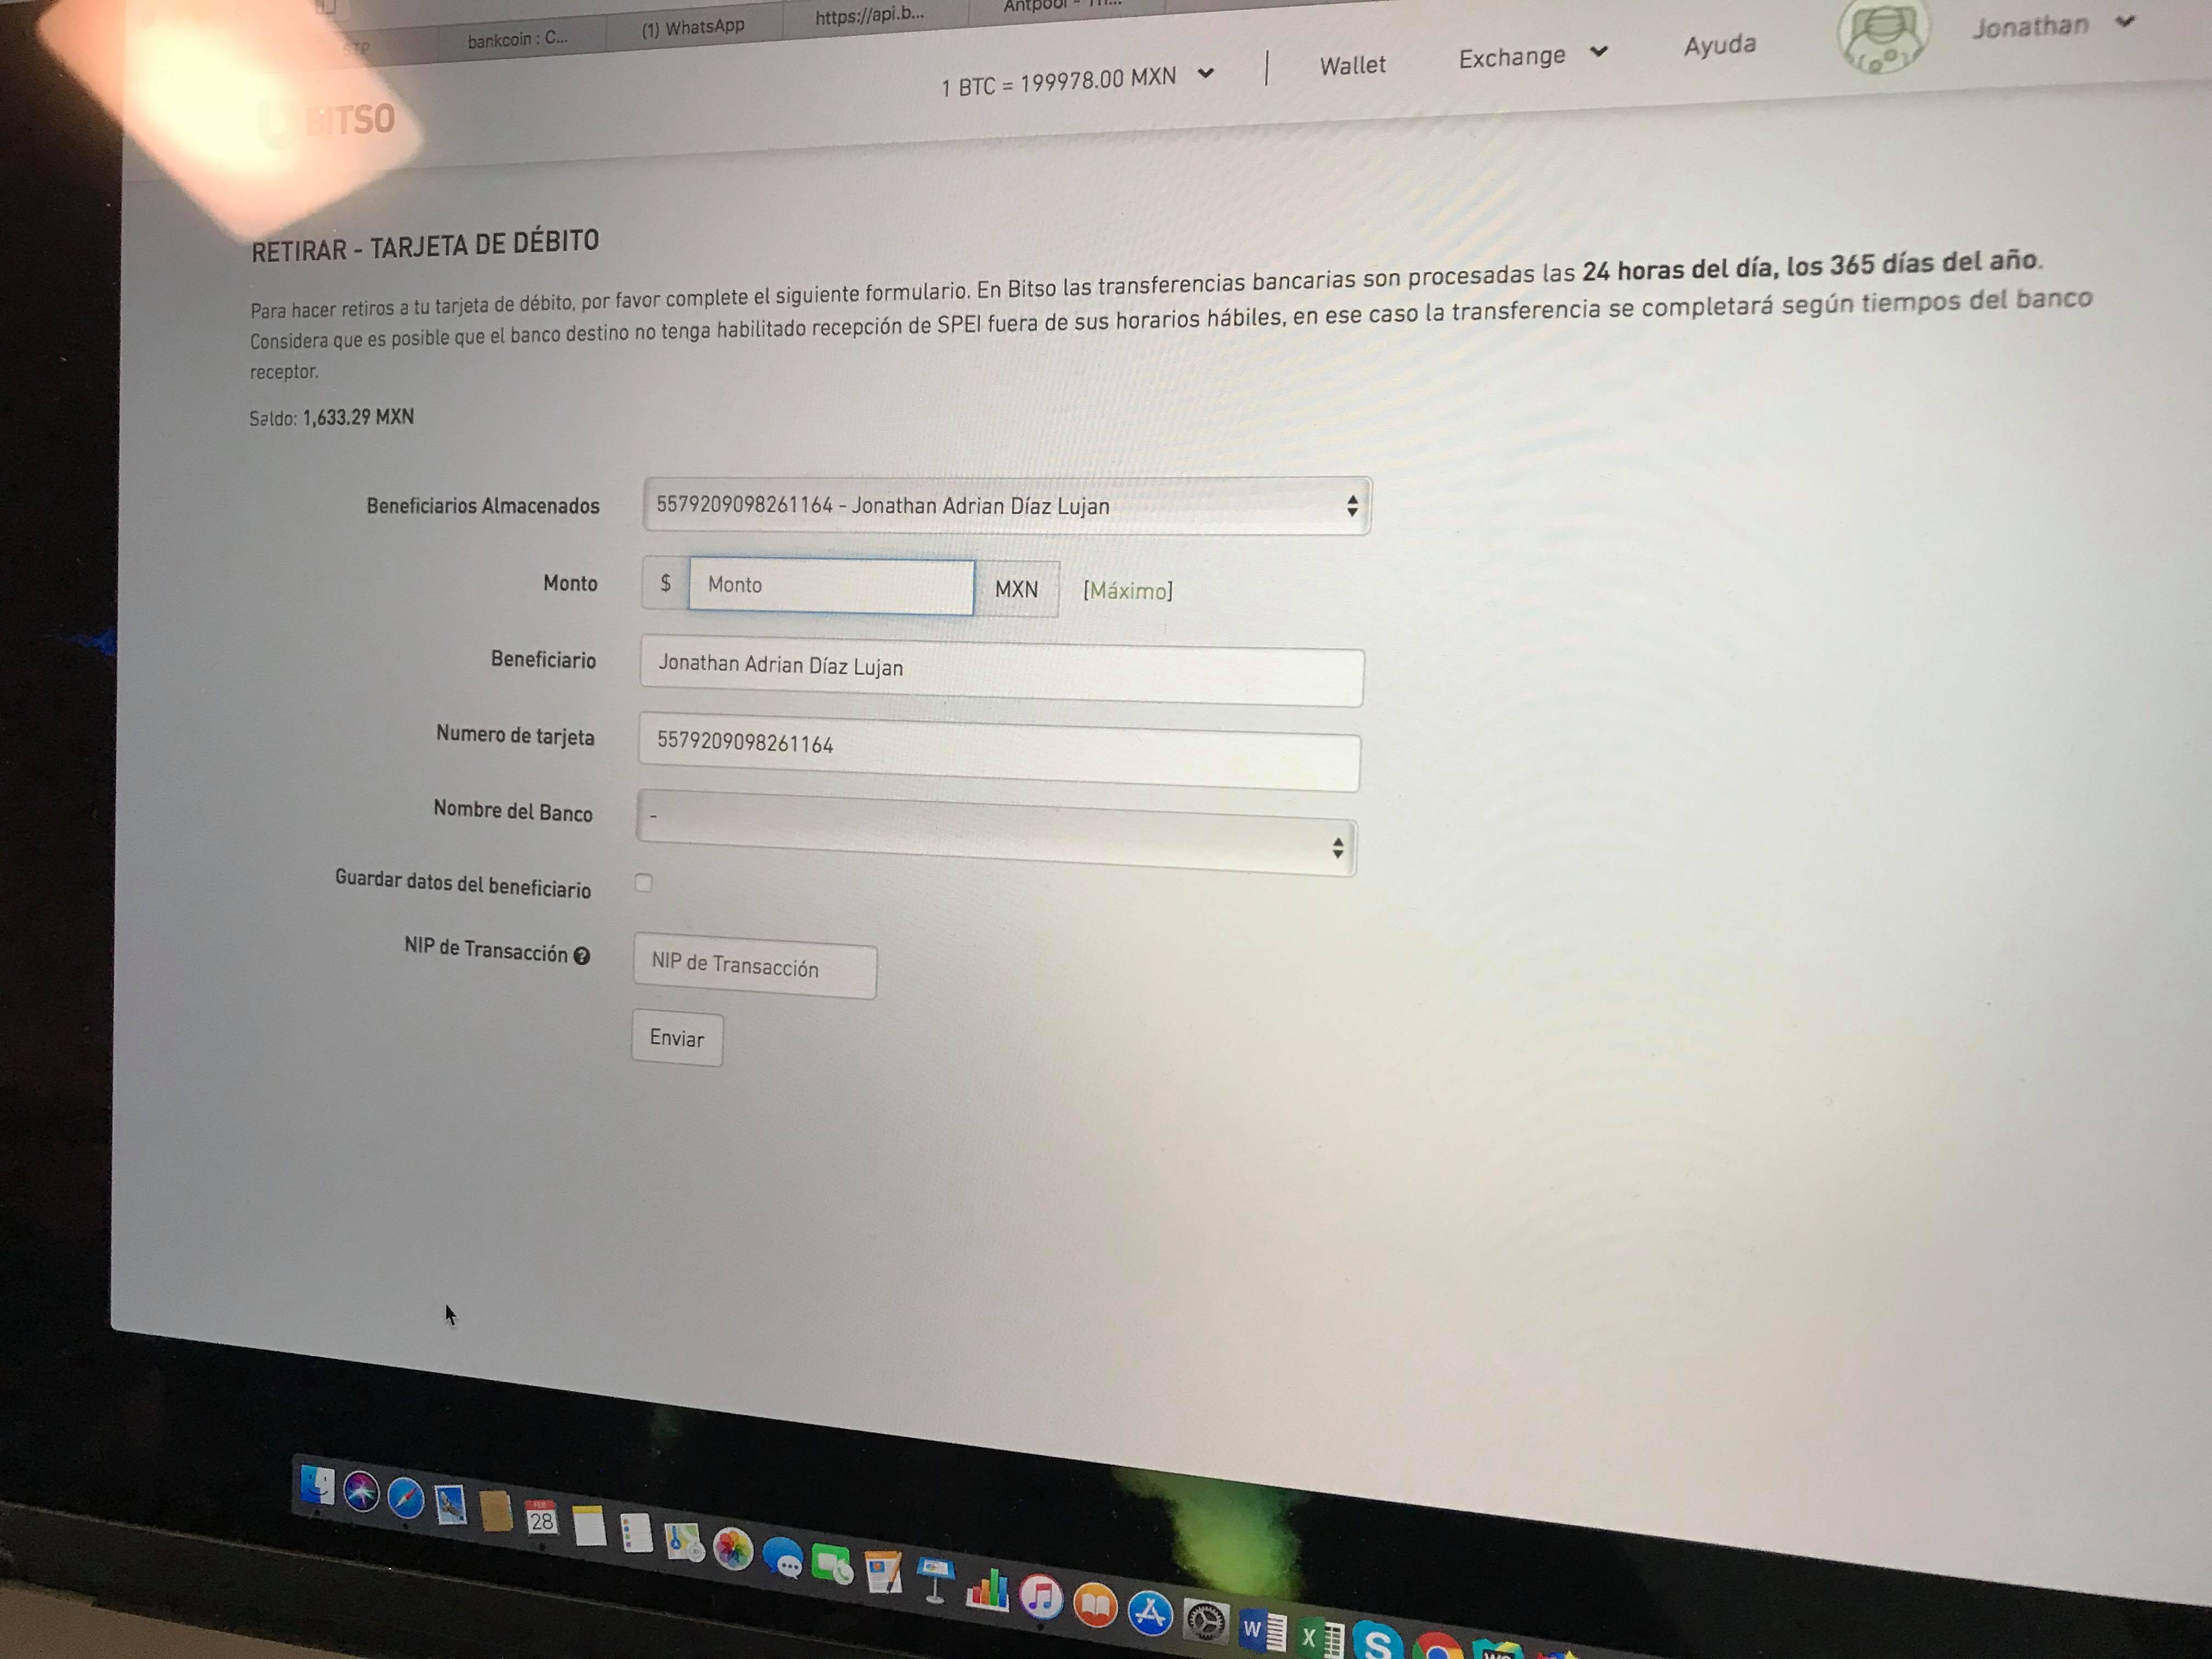 bankcoin : C...
(1) WhatsApp
https://api.b...
BITSO
1 BTC = 199978.00 MXN
Wallet
Exchange
Ayuda
Jonathan
RETIRAR - TARJETA DE DÉBITO
Para hacer retiros a tu tarjeta de débito, por favor complete el siguiente formulario. En Bitso las transferencias bancarias son procesadas las 24 horas del día, los 365 días del año.
Considera que es posible que el banco destino no tenga habilitado recepción de SPEI fuera de sus horarios hábiles, en ese caso la transferencia se completará según tiempos del banco
receptor.
Saldo: 1,633.29 MXN
Beneficiarios Almacenados
5579209098261164 - Jonathan Adrian Díaz Lujan
Monto
$ Monto MXN [Máximo]
Beneficiario
Jonathan Adrian Díaz Lujan
Numero de tarjeta
5579209098261164
Nombre del Banco
-
Guardar datos del beneficiario
NIP de Transacción ?
NIP de Transacción
Enviar
FEB
28
W
X
S